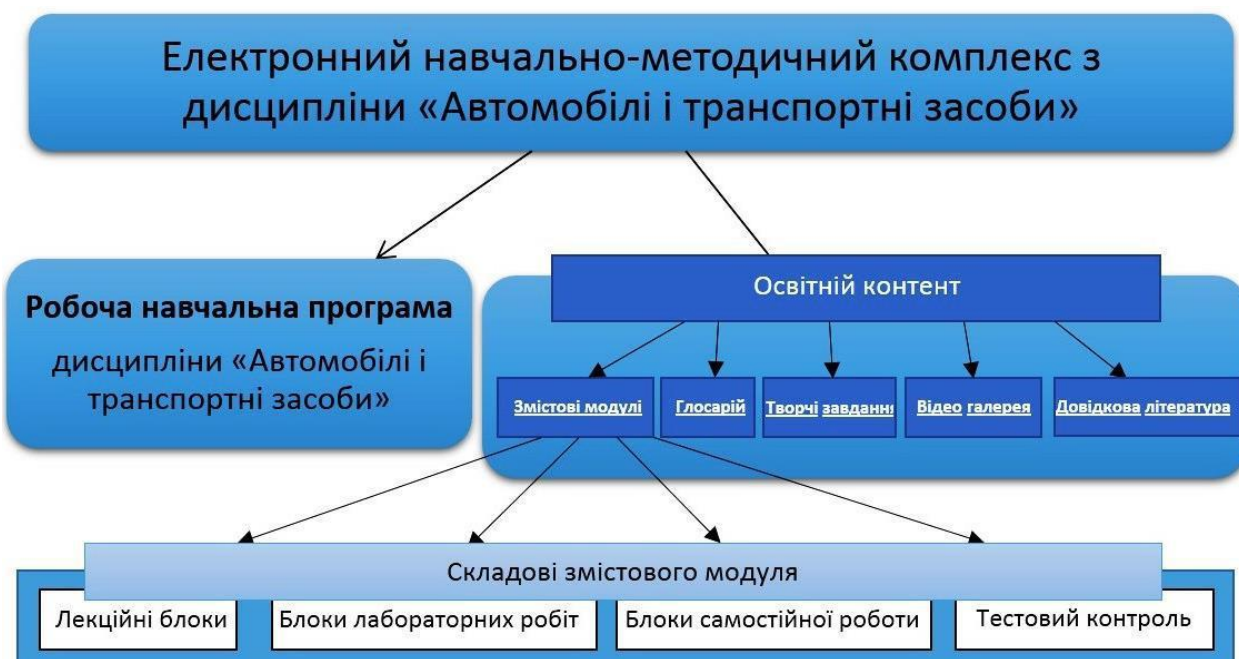 Електронний навчально-методичний комплекс з
дисципліни «Автомобілі і транспортні засоби»
Робоча навчальна програма
дисципліни «Автомобілі і
транспортні засоби»
Освітній контент
Змістові модулі
Глосарій
Творчі завдання
Відео галерея
Довідкова література
Складові змістового модуля
Лекційні блоки
Блоки лабораторних робіт
Блоки самостійної роботи
Тестовий контроль